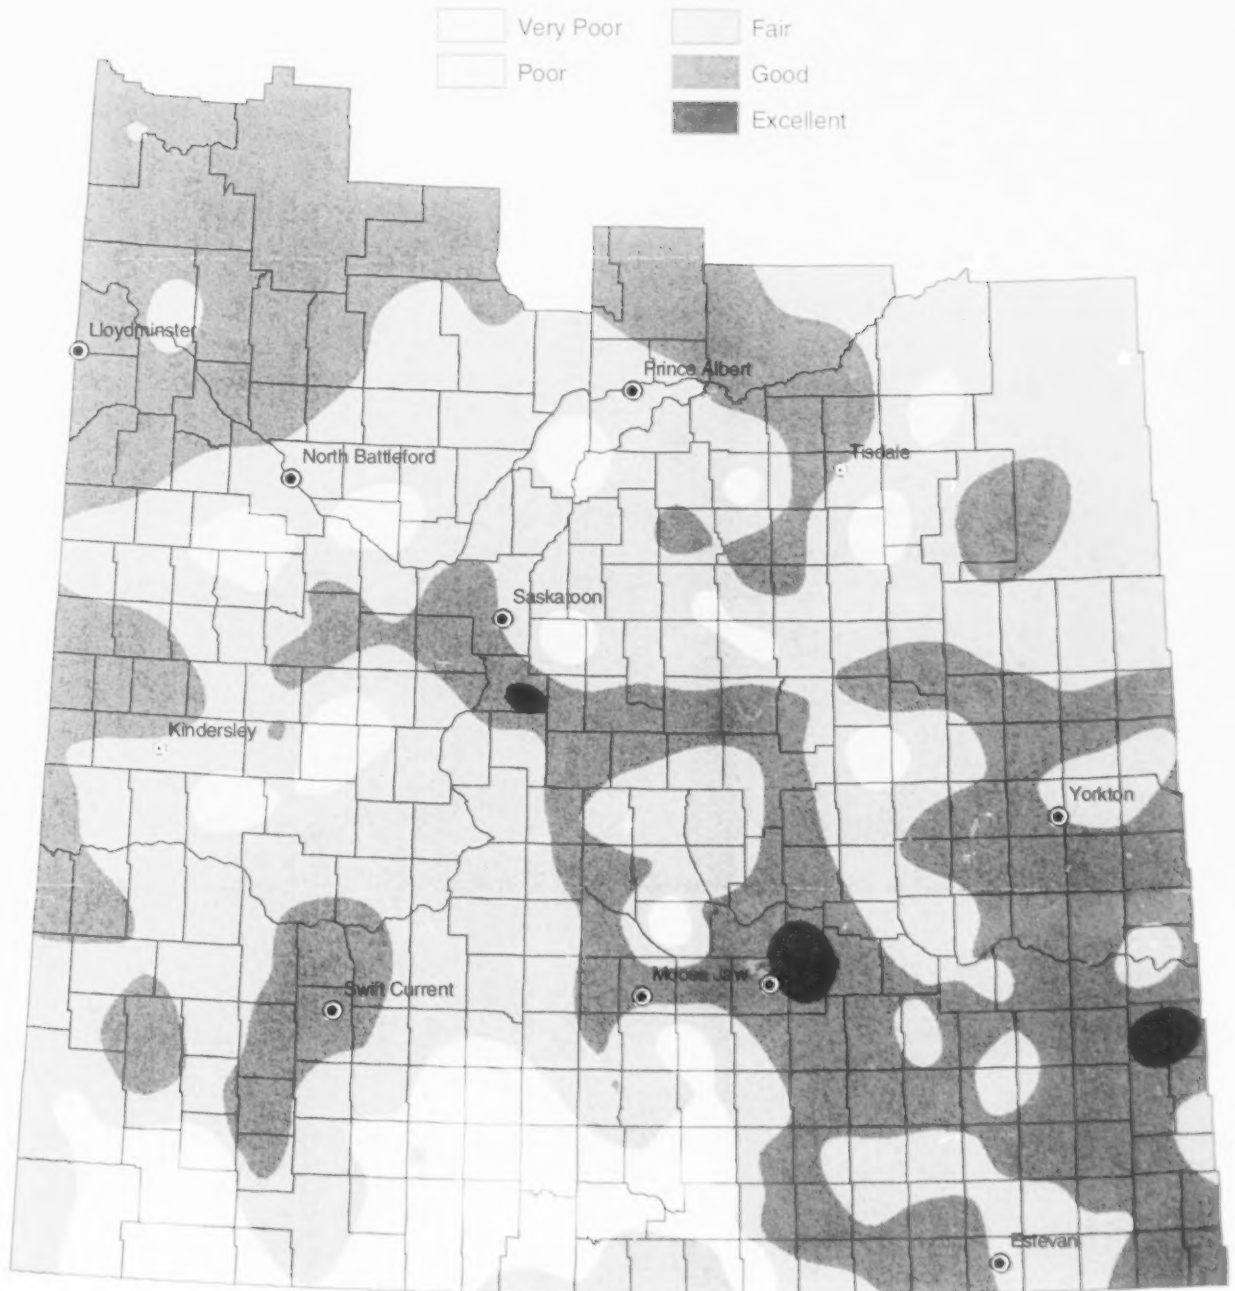 Very Poor
Fair
Poor
Good
Excellent
Lloydminster
Prince Albert
North Battleford
Tisdale
Saskatoon
Kindersley
Yorkton
Moose Jaw
Swift Current
Estevan